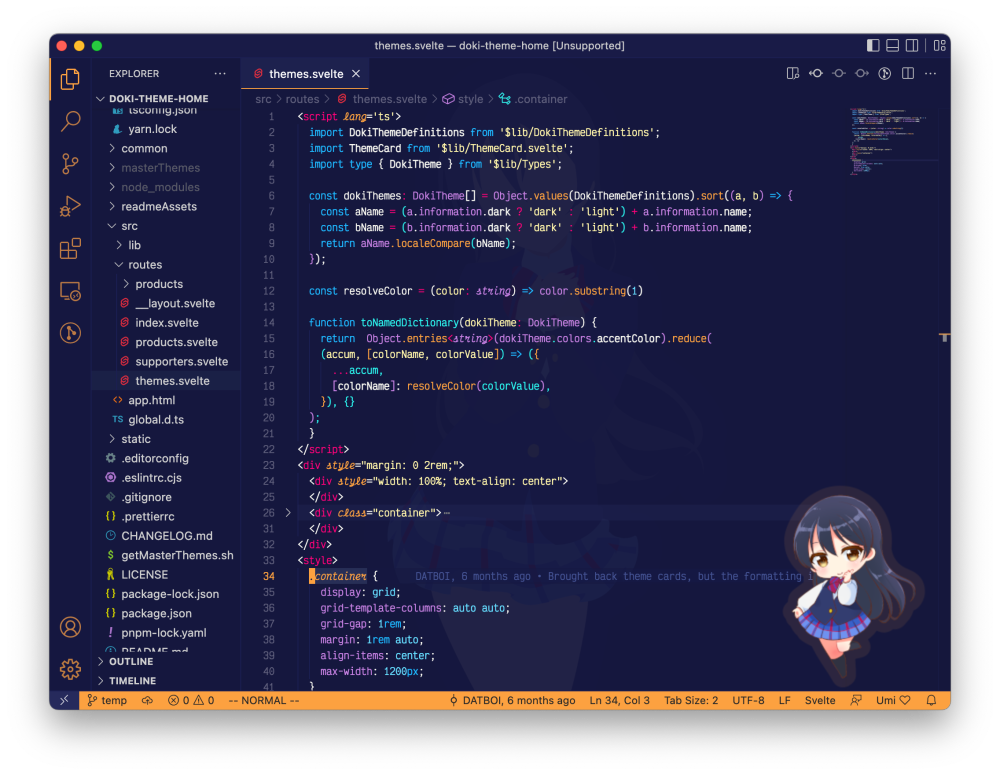 themes.svelte — doki-theme-home [Unsupported]
EXPLORER
DOKI-THEME-HOME
tsconfig.json
yarn.lock
common
masterThemes
node_modules
readmeAssets
src
lib
routes
products
__layout.svelte
index.svelte
products.svelte
supporters.svelte
themes.svelte
app.html
TS global.d.ts
static
.editorconfig
.eslintrc.cjs
.gitignore
{} .prettierrc
CHANGELOG.md
$ getMasterThemes.sh
LICENSE
{} package-lock.json
{} package.json
! pnpm-lock.yaml
README.md
OUTLINE
TIMELINE
themes.svelte
src > routes > themes.svelte > style > .container
1 <script lang='ts'>
2 import DokiThemeDefinitions from '$lib/DokiThemeDefinitions';
3 import ThemeCard from '$lib/ThemeCard.svelte';
4 import type { DokiTheme } from '$lib/Types';
5
6 const dokiThemes: DokiTheme[] = Object.values(DokiThemeDefinitions).sort((a, b) => {
7 const aName = (a.information.dark ? 'dark' : 'light') + a.information.name;
8 const bName = (b.information.dark ? 'dark' : 'light') + b.information.name;
9 return aName.localeCompare(bName);
10 });
11
12 const resolveColor = (color: string) => color.substring(1)
13
14 function toNamedDictionary(dokiTheme: DokiTheme) {
15 return Object.entries<string>(dokiTheme.colors.accentColor).reduce(
16 (accum, [colorName, colorValue]) => ({
17 ...accum,
18 [colorName]: resolveColor(colorValue),
19 }), {}
20 );
21 }
22 </script>
23 <div style="margin: 0 2rem;">
24 <div style="width: 100%; text-align: center">
25 </div>
26 <div class="container">⋯
31 </div>
32 </div>
33 <style>
34 .container { DATBOI, 6 months ago • Brought back theme cards, but the formatting i
35 display: grid;
36 grid-template-columns: auto auto;
37 grid-gap: 1rem;
38 margin: 1rem auto;
39 align-items: center;
40 max-width: 1200px;
41 }
temp 0 0 -- NORMAL -- DATBOI, 6 months ago Ln 34, Col 3 Tab Size: 2 UTF-8 LF Svelte Umi ♡